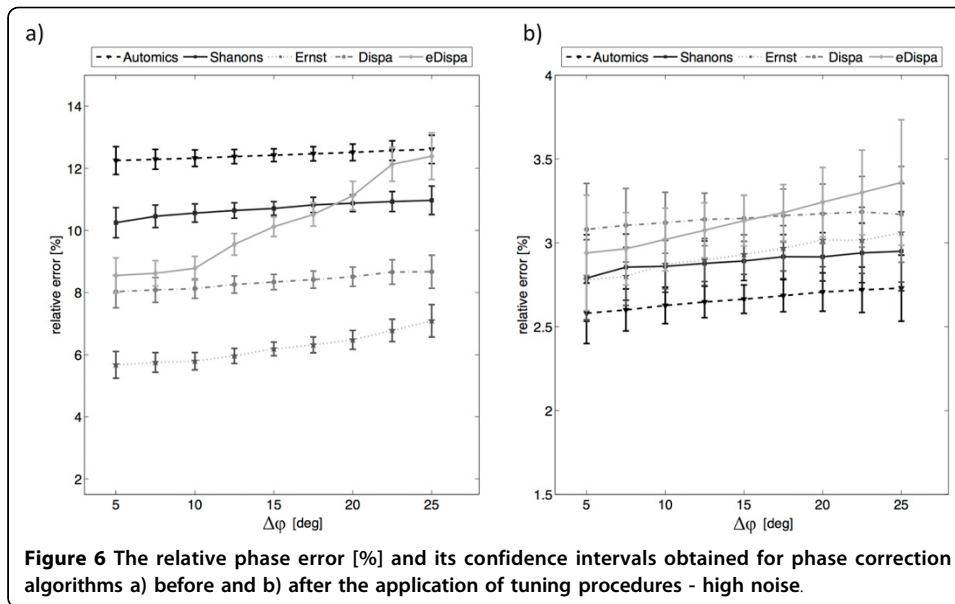 a)
Automics Shanons Ernst Dispa eDispa
14
12
10
8
6
4
2
relative error [%]
5 10 15 20 25
Δφ [deg]
b)
Automics Shanons Ernst Dispa eDispa
4
3.5
3
2.5
2
1.5
relative error [%]
5 10 15 20 25
Δφ [deg]
Figure 6 The relative phase error [%] and its confidence intervals obtained for phase correction
algorithms a) before and b) after the application of tuning procedures - high noise.